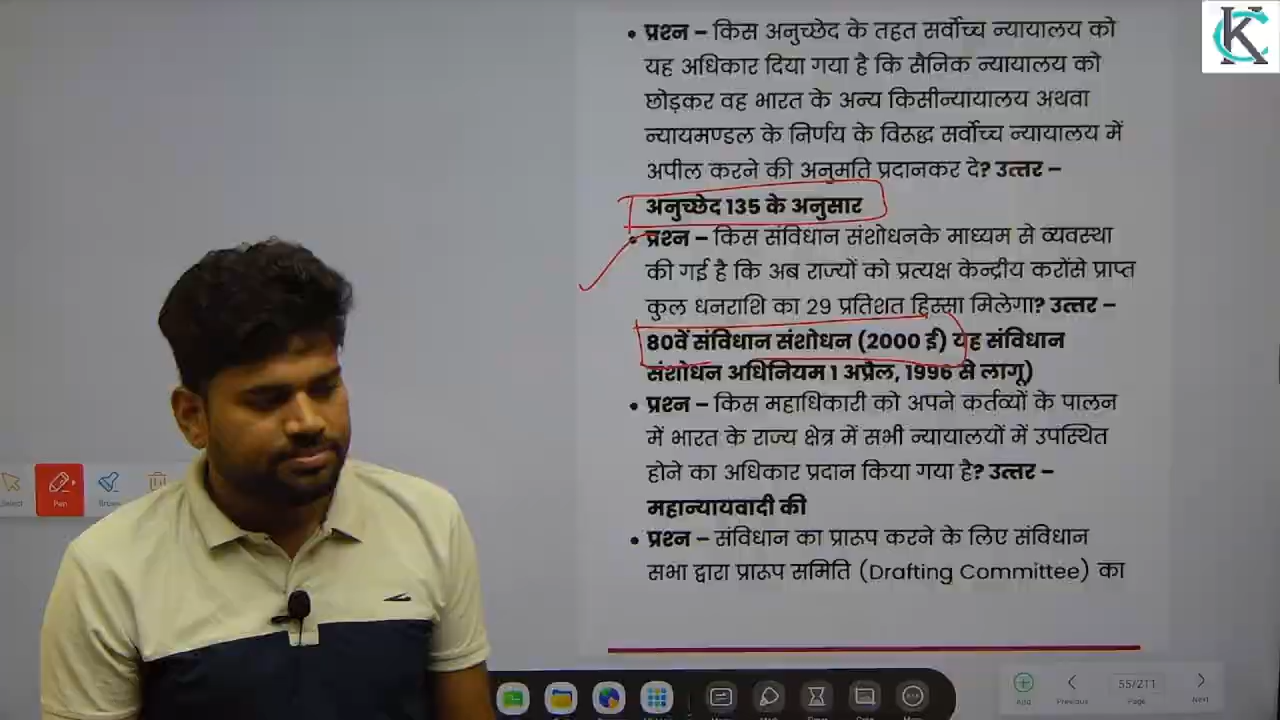 • प्रश्न – किस अनुच्छेद के तहत सर्वोच्च न्यायालय को
यह अधिकार दिया गया है कि सैनिक न्यायालय को
छोड़कर वह भारत के अन्य किसीन्यायालय अथवा
न्यायमण्डल के निर्णय के विरूद्ध सर्वोच्च न्यायालय में
अपील करने की अनुमति प्रदानकर दे? उत्तर –
अनुच्छेद 135 के अनुसार
• प्रश्न – किस संविधान संशोधनके माध्यम से व्यवस्था
की गई है कि अब राज्यों को प्रत्यक्ष केन्द्रीय करोंसे प्राप्त
कुल धनराशि का 29 प्रतिशत हिस्सा मिलेगा? उत्तर –
80वें संविधान संशोधन (2000 ई) यह संविधान
संशोधन अधिनियम 1 अप्रैल, 1996 से लागू)
• प्रश्न – किस महाधिकारी को अपने कर्तव्यों के पालन
में भारत के राज्य क्षेत्र में सभी न्यायालयों में उपस्थित
होने का अधिकार प्रदान किया गया है? उत्तर –
महान्यायवादी की
• प्रश्न – संविधान का प्रारूप करने के लिए संविधान
सभा द्वारा प्रारूप समिति (Drafting Committee) का
KC
Select
Pen
Add
Previous
55/211
Page
Next